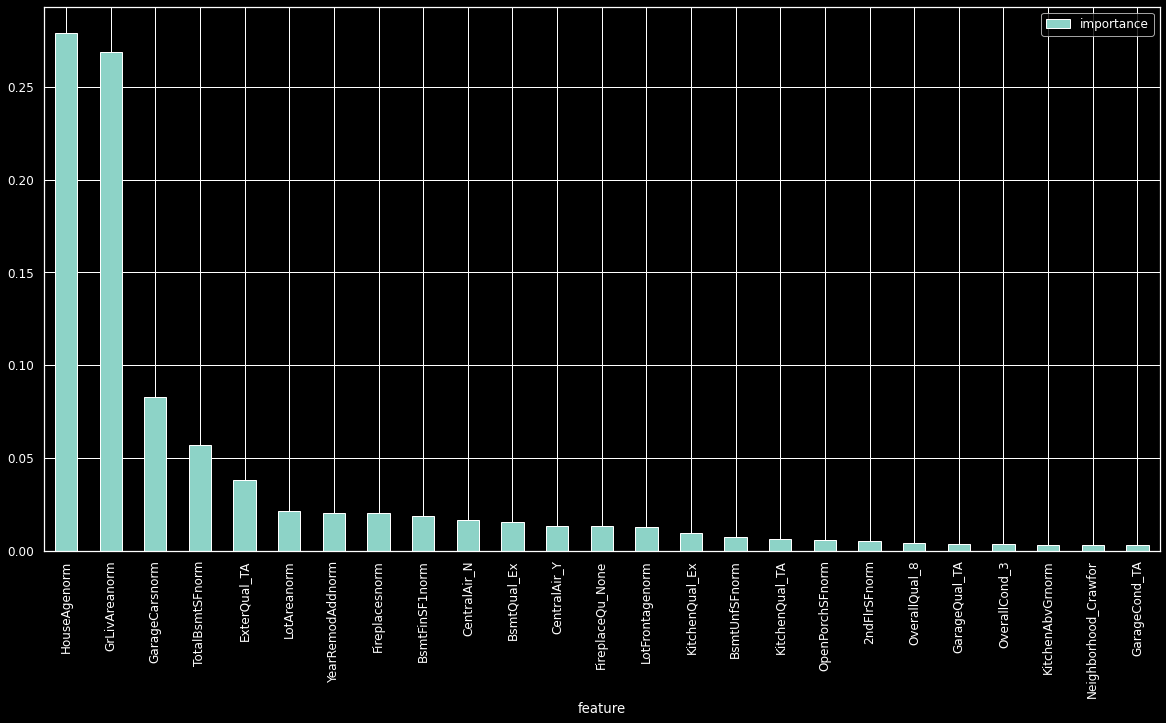 importance
0.25
0.20
0.15
0.10
0.05
0.00
HouseAgenorm
GrLivAreanorm
GarageCarsnorm
TotalBsmtSFnorm
ExterQual_TA
LotAreanorm
YearRemodAddnorm
Fireplacesnorm
BsmtFinSF1norm
CentralAir_N
BsmtQual_Ex
CentralAir_Y
FireplaceQu_None
LotFrontagenorm
KitchenQual_Ex
BsmtUnfSFnorm
KitchenQual_TA
OpenPorchSFnorm
2ndFlrSFnorm
OverallQual_8
GarageQual_TA
OverallCond_3
KitchenAbvGrnorm
Neighborhood_Crawfor
GarageCond_TA
feature